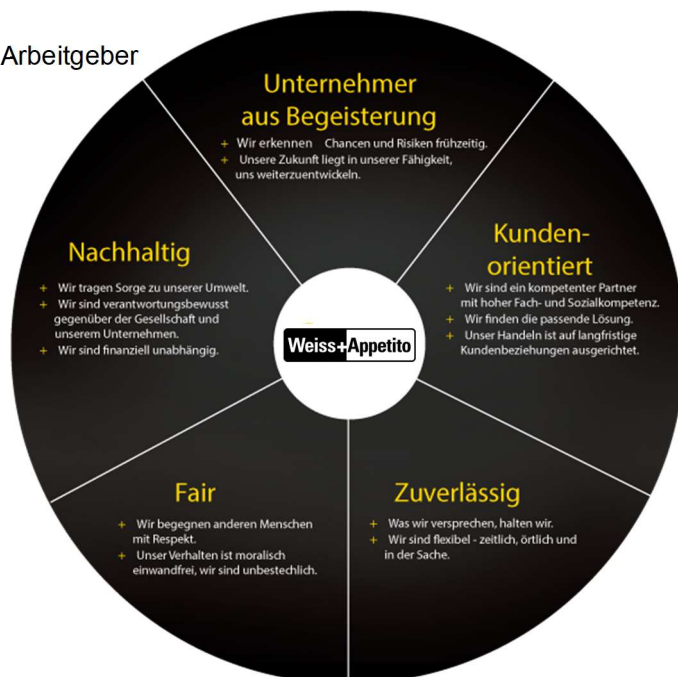 Arbeitgeber
Unternehmer
aus Begeisterung
+ Wir erkennen Chancen und Risiken frühzeitig.
+ Unsere Zukunft liegt in unserer Fähigkeit,
uns weiterzuentwickeln.
Kunden-
orientiert
+ Wir sind ein kompetenter Partner
mit hoher Fach- und Sozialkompetenz.
+ Wir finden die passende Lösung.
+ Unser Handeln ist auf langfristige
Kundenbeziehungen ausgerichtet.
Nachhaltig
+ Wir tragen Sorge zu unserer Umwelt.
+ Wir sind verantwortungsbewusst
gegenüber der Gesellschaft und
unserem Unternehmen.
+ Wir sind finanziell unabhängig.
Weiss+Appetito
Fair
+ Wir begegnen anderen Menschen
mit Respekt.
+ Unser Verhalten ist moralisch
einwandfrei, wir sind unbestechlich.
Zuverlässig
+ Was wir versprechen, halten wir.
+ Wir sind flexibel - zeitlich, örtlich und
in der Sache.